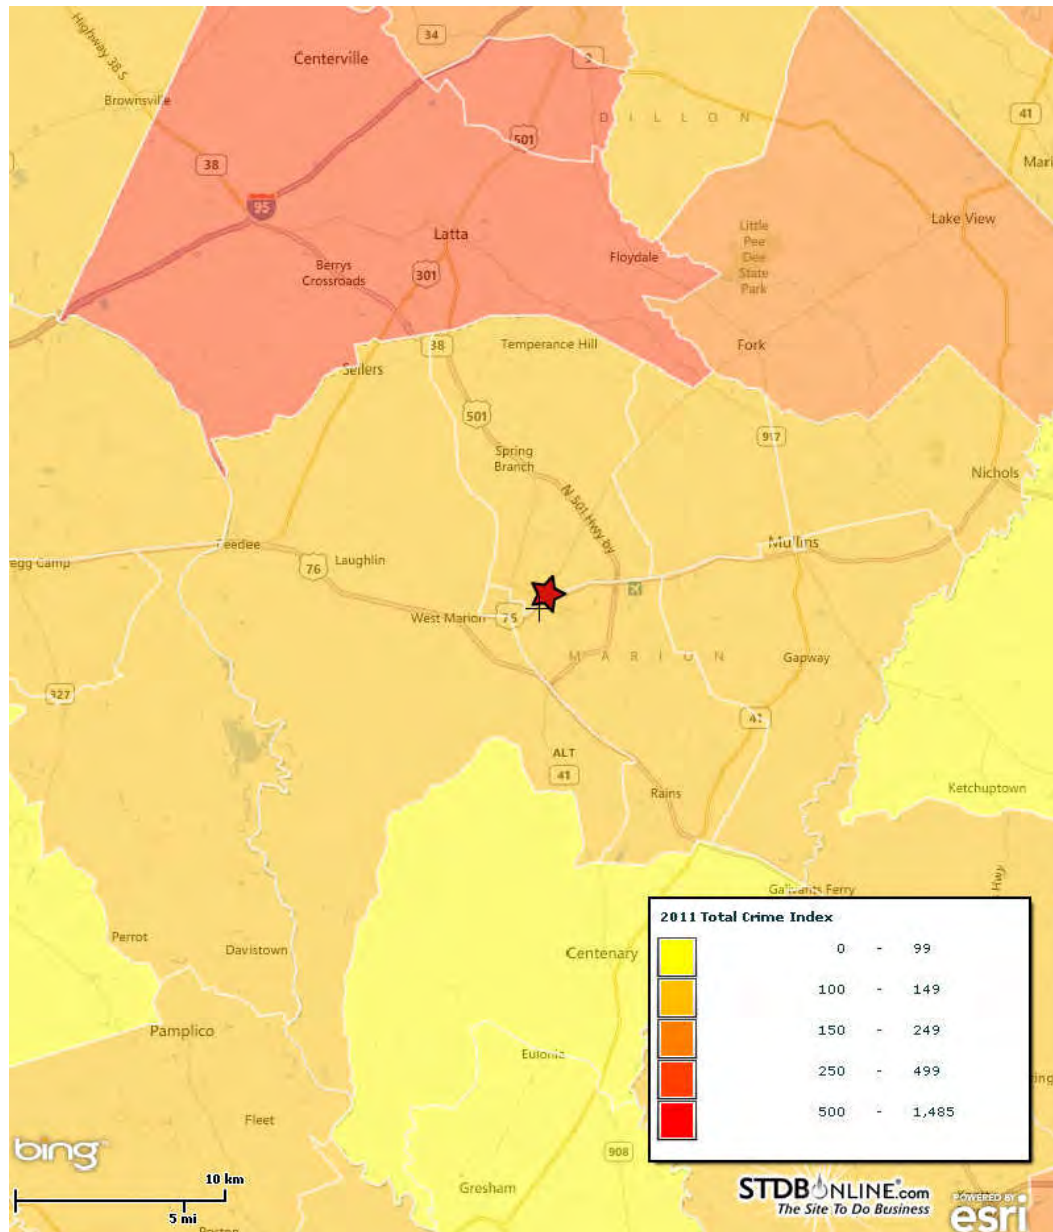 Highway 38 S
Centerville
34
9
Brownsville
501
DILLON
41
38
95
Lake View
Latta
Little
Pee
Dee
State
Park
Floydale
Berrys
Crossroads
301
38
Temperance Hill
Fork
Sellers
501
917
Spring
Branch
Nichols
N 501 Hwy by
Mullins
Peedee
Laughlin
76
egg Camp
West Marion
76
MARION
Gapway
327
41
ALT
41
Rains
Ketchuptown
Galivants Ferry
Hwy
2011 Total Crime Index
0 - 99
100 - 149
150 - 249
250 - 499
500 - 1,485
Perrot
Davistown
Centenary
Pamplico
Eulonia
Fleet
908
Gresham
bing
10 km
5 mi
STDBONLINE.com
The Site To Do Business
POWERED BY
esri